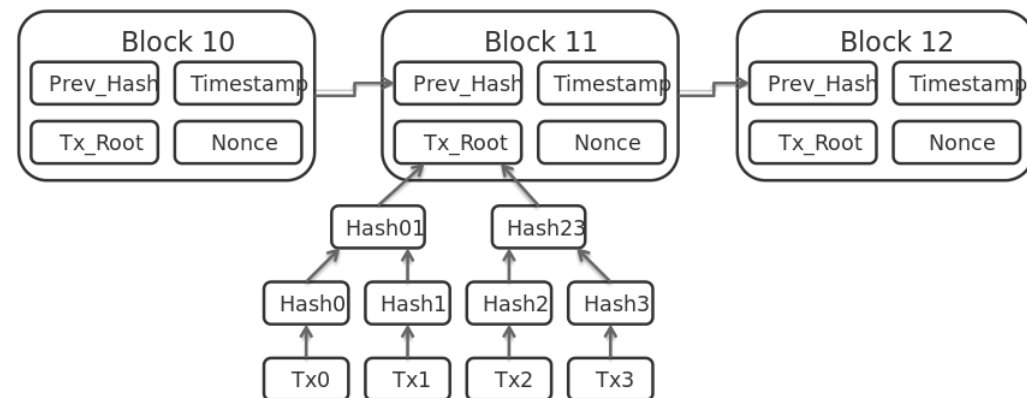 Block 10
Block 11
Block 12
Prev_Hash Timestamp
Prev_Hash Timestamp
Prev_Hash Timestamp
Tx_Root Nonce
Tx_Root Nonce
Tx_Root Nonce
Hash01 Hash23
Hash0 Hash1 Hash2 Hash3
Tx0 Tx1 Tx2 Tx3